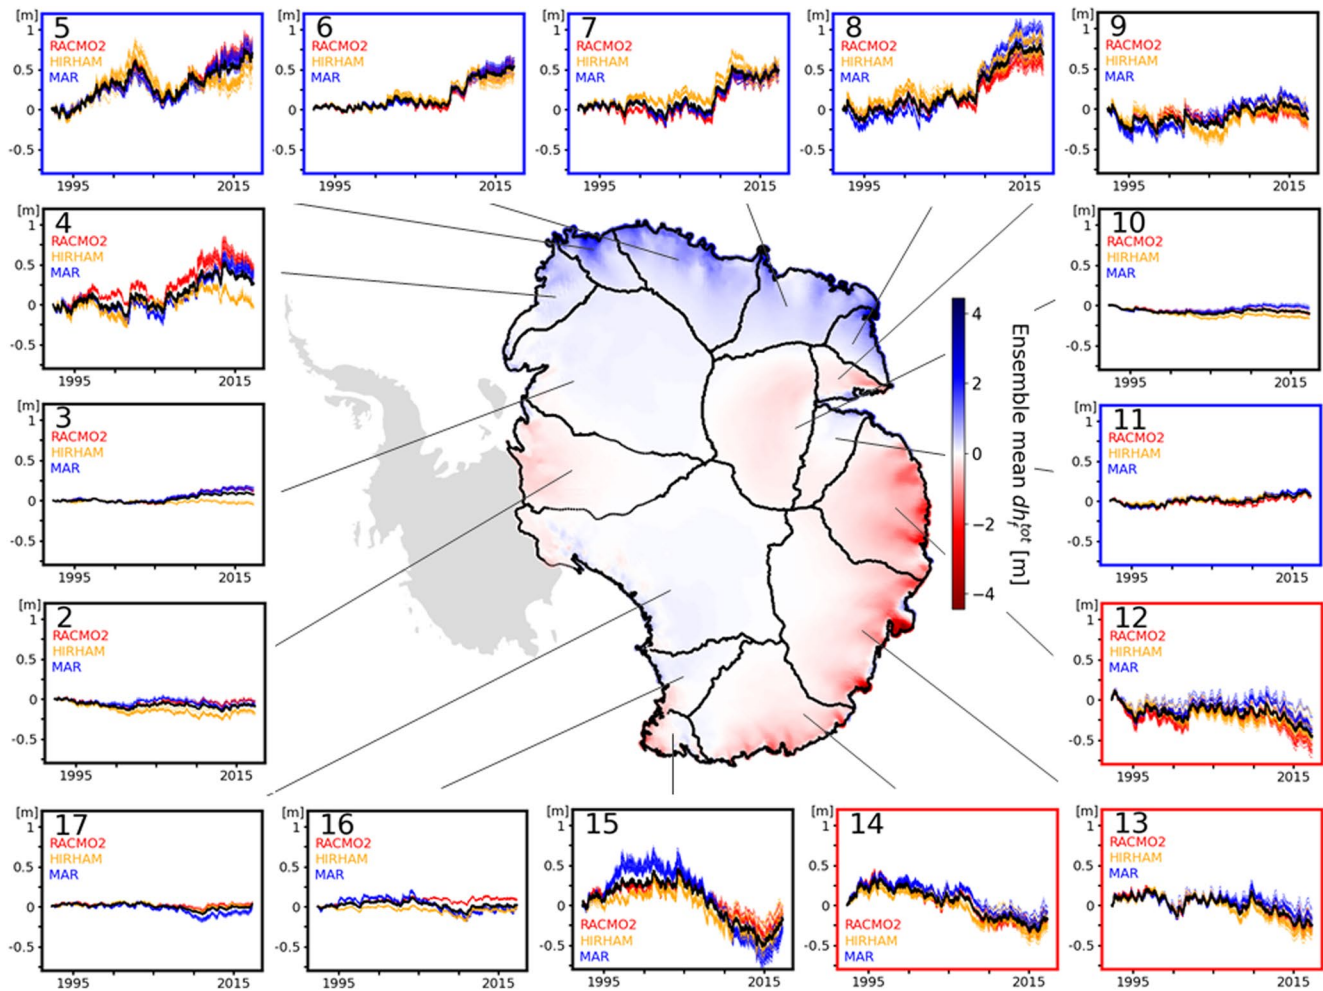 [m]
5
RACMO2
HIRHAM
MAR
1
0.5
0
-0.5
1995
2015
[m]
6
RACMO2
HIRHAM
MAR
1
0.5
0
-0.5
1995
2015
[m]
7
RACMO2
HIRHAM
MAR
1
0.5
0
-0.5
1995
2015
[m]
8
RACMO2
HIRHAM
MAR
1
0.5
0
-0.5
1995
2015
[m]
9
RACMO2
HIRHAM
MAR
1
0.5
0
-0.5
1995
2015
[m]
4
RACMO2
HIRHAM
MAR
1
0.5
0
-0.5
1995
2015
[m]
10
RACMO2
HIRHAM
MAR
1
0.5
0
-0.5
1995
2015
[m]
3
RACMO2
HIRHAM
MAR
1
0.5
0
-0.5
1995
2015
4
2
0
−2
−4
Ensemble mean dh_f^tot [m]
[m]
11
RACMO2
HIRHAM
MAR
1
0.5
0
-0.5
1995
2015
[m]
2
RACMO2
HIRHAM
MAR
1
0.5
0
-0.5
1995
2015
[m]
12
RACMO2
HIRHAM
MAR
1
0.5
0
-0.5
1995
2015
[m]
17
RACMO2
HIRHAM
MAR
1
0.5
0
-0.5
1995
2015
[m]
16
RACMO2
HIRHAM
MAR
1
0.5
0
-0.5
1995
2015
[m]
15
RACMO2
HIRHAM
MAR
1
0.5
0
-0.5
1995
2015
[m]
14
RACMO2
HIRHAM
MAR
1
0.5
0
-0.5
1995
2015
[m]
13
RACMO2
HIRHAM
MAR
1
0.5
0
-0.5
1995
2015